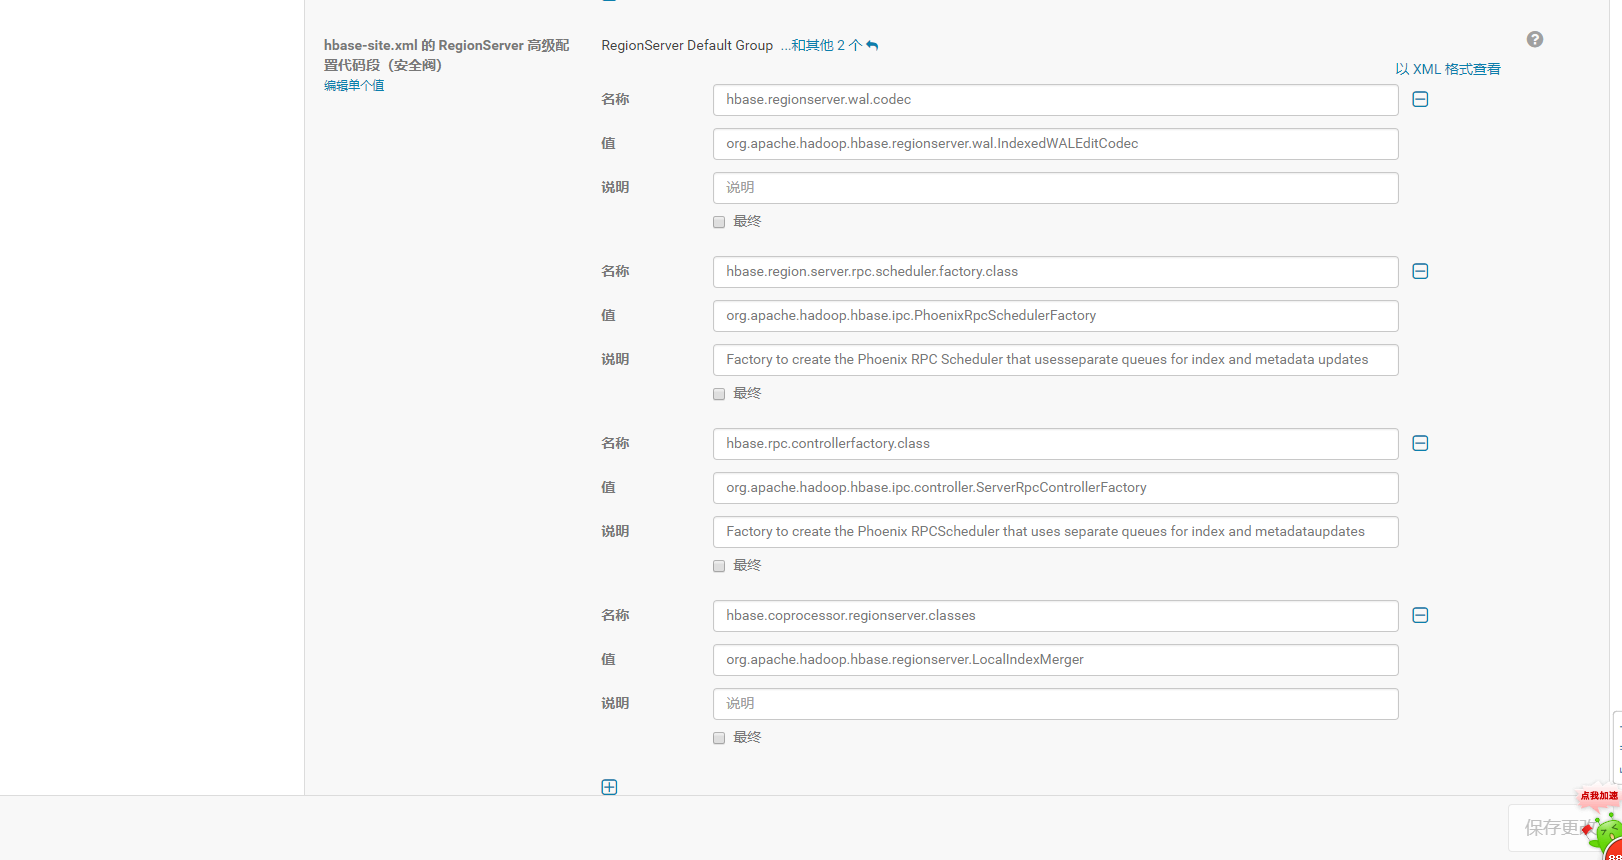 hbase-site.xml 的 RegionServer 高级配
置代码段（安全阀）
编辑单个值
RegionServer Default Group ...和其他 2 个
以 XML 格式查看
名称 hbase.regionserver.wal.codec
值 org.apache.hadoop.hbase.regionserver.wal.IndexedWALEditCodec
说明 说明
最终
名称 hbase.region.server.rpc.scheduler.factory.class
值 org.apache.hadoop.hbase.ipc.PhoenixRpcSchedulerFactory
说明 Factory to create the Phoenix RPC Scheduler that usesseparate queues for index and metadata updates
最终
名称 hbase.rpc.controllerfactory.class
值 org.apache.hadoop.hbase.ipc.controller.ServerRpcControllerFactory
说明 Factory to create the Phoenix RPCScheduler that uses separate queues for index and metadataupdates
最终
名称 hbase.coprocessor.regionserver.classes
值 org.apache.hadoop.hbase.regionserver.LocalIndexMerger
说明 说明
最终
点我加速
保存更改